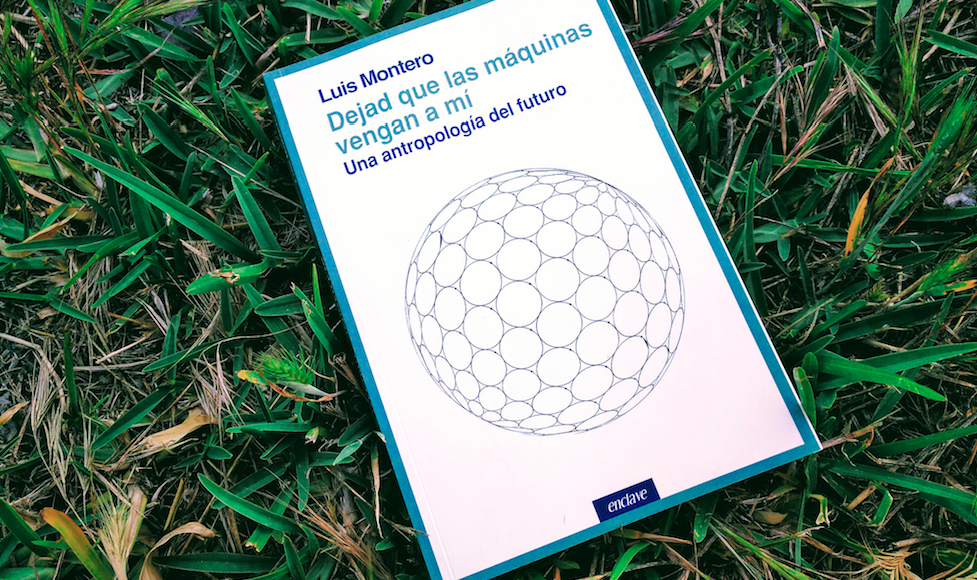 Luis Montero
Dejad que las máquinas
vengan a mí
Una antropología del futuro
enclave